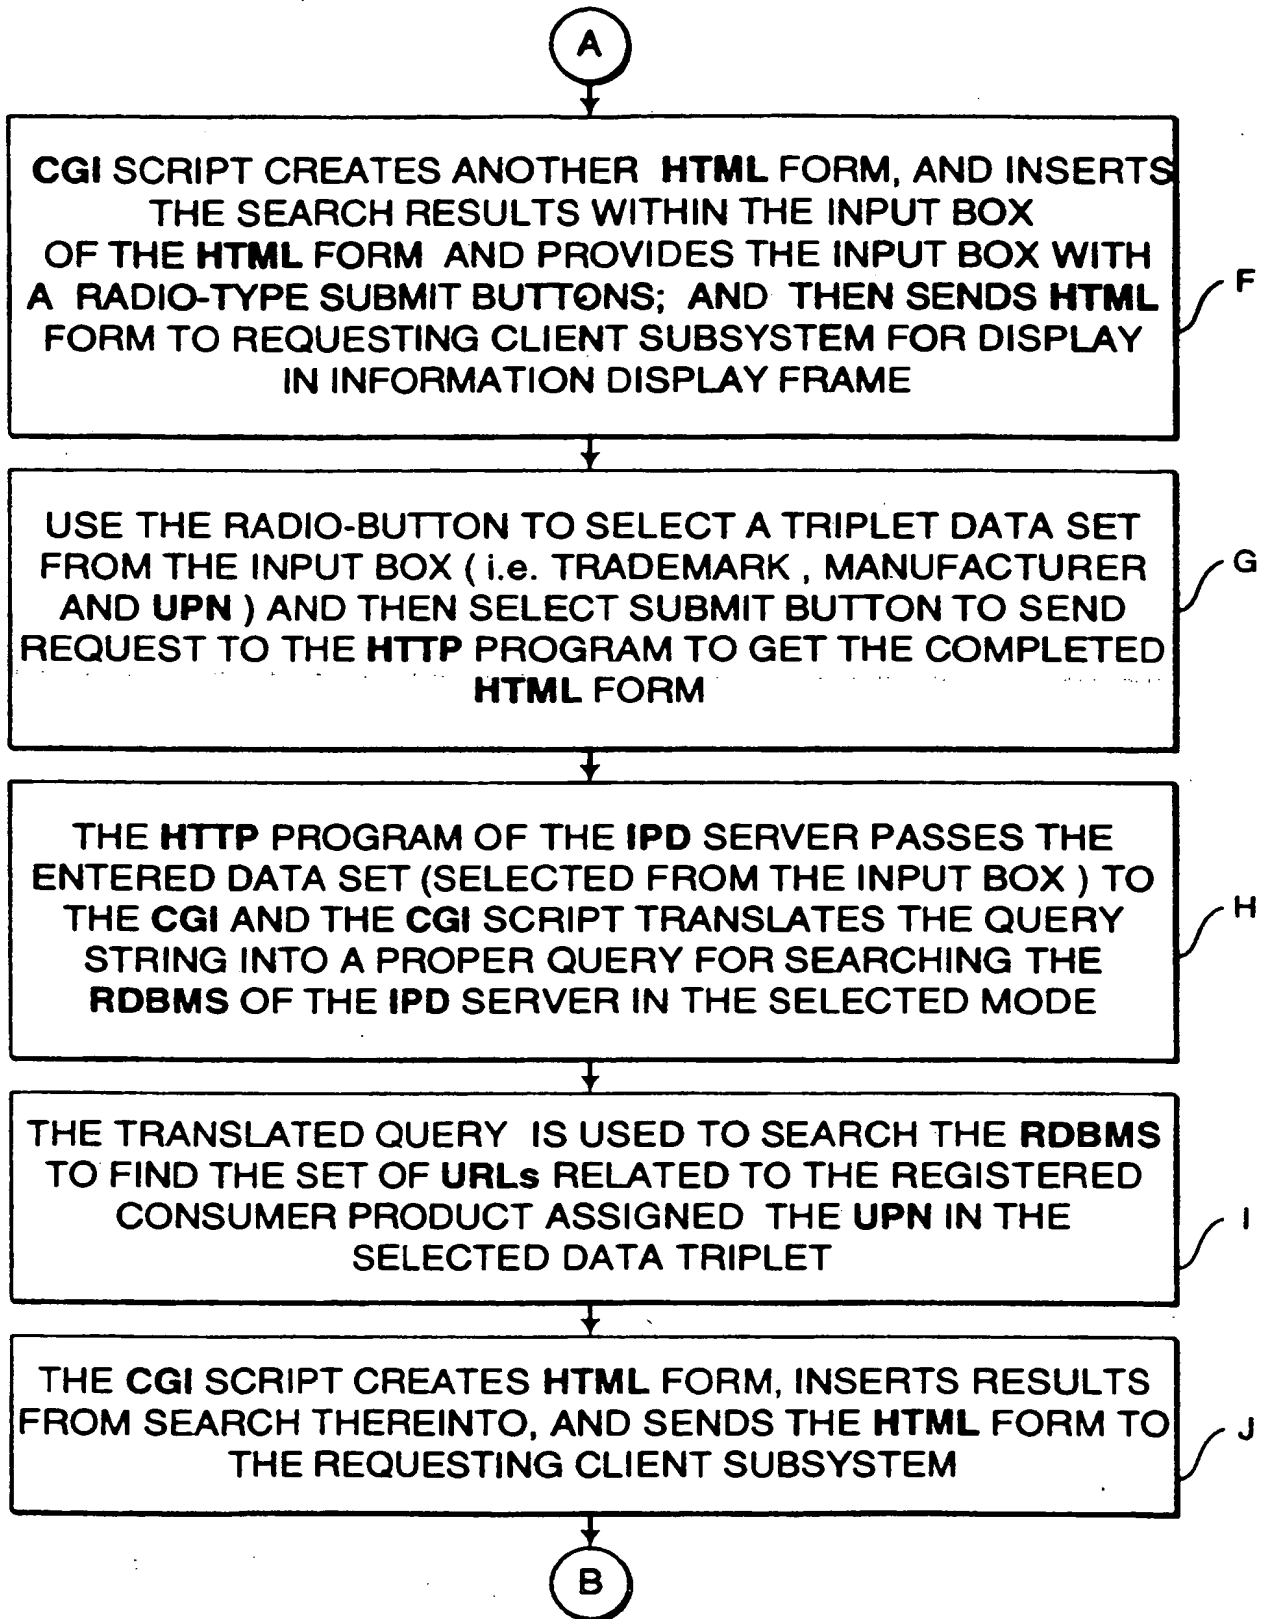 A
CGI SCRIPT CREATES ANOTHER HTML FORM, AND INSERTS
THE SEARCH RESULTS WITHIN THE INPUT BOX
OF THE HTML FORM AND PROVIDES THE INPUT BOX WITH
A RADIO-TYPE SUBMIT BUTTONS; AND THEN SENDS HTML
FORM TO REQUESTING CLIENT SUBSYSTEM FOR DISPLAY
IN INFORMATION DISPLAY FRAME
F
USE THE RADIO-BUTTON TO SELECT A TRIPLET DATA SET
FROM THE INPUT BOX ( i.e. TRADEMARK , MANUFACTURER
AND UPN ) AND THEN SELECT SUBMIT BUTTON TO SEND
REQUEST TO THE HTTP PROGRAM TO GET THE COMPLETED
HTML FORM
G
THE HTTP PROGRAM OF THE IPD SERVER PASSES THE
ENTERED DATA SET (SELECTED FROM THE INPUT BOX ) TO
THE CGI AND THE CGI SCRIPT TRANSLATES THE QUERY
STRING INTO A PROPER QUERY FOR SEARCHING THE
RDBMS OF THE IPD SERVER IN THE SELECTED MODE
H
THE TRANSLATED QUERY IS USED TO SEARCH THE RDBMS
TO FIND THE SET OF URLs RELATED TO THE REGISTERED
CONSUMER PRODUCT ASSIGNED THE UPN IN THE
SELECTED DATA TRIPLET
I
THE CGI SCRIPT CREATES HTML FORM, INSERTS RESULTS
FROM SEARCH THEREINTO, AND SENDS THE HTML FORM TO
THE REQUESTING CLIENT SUBSYSTEM
J
B